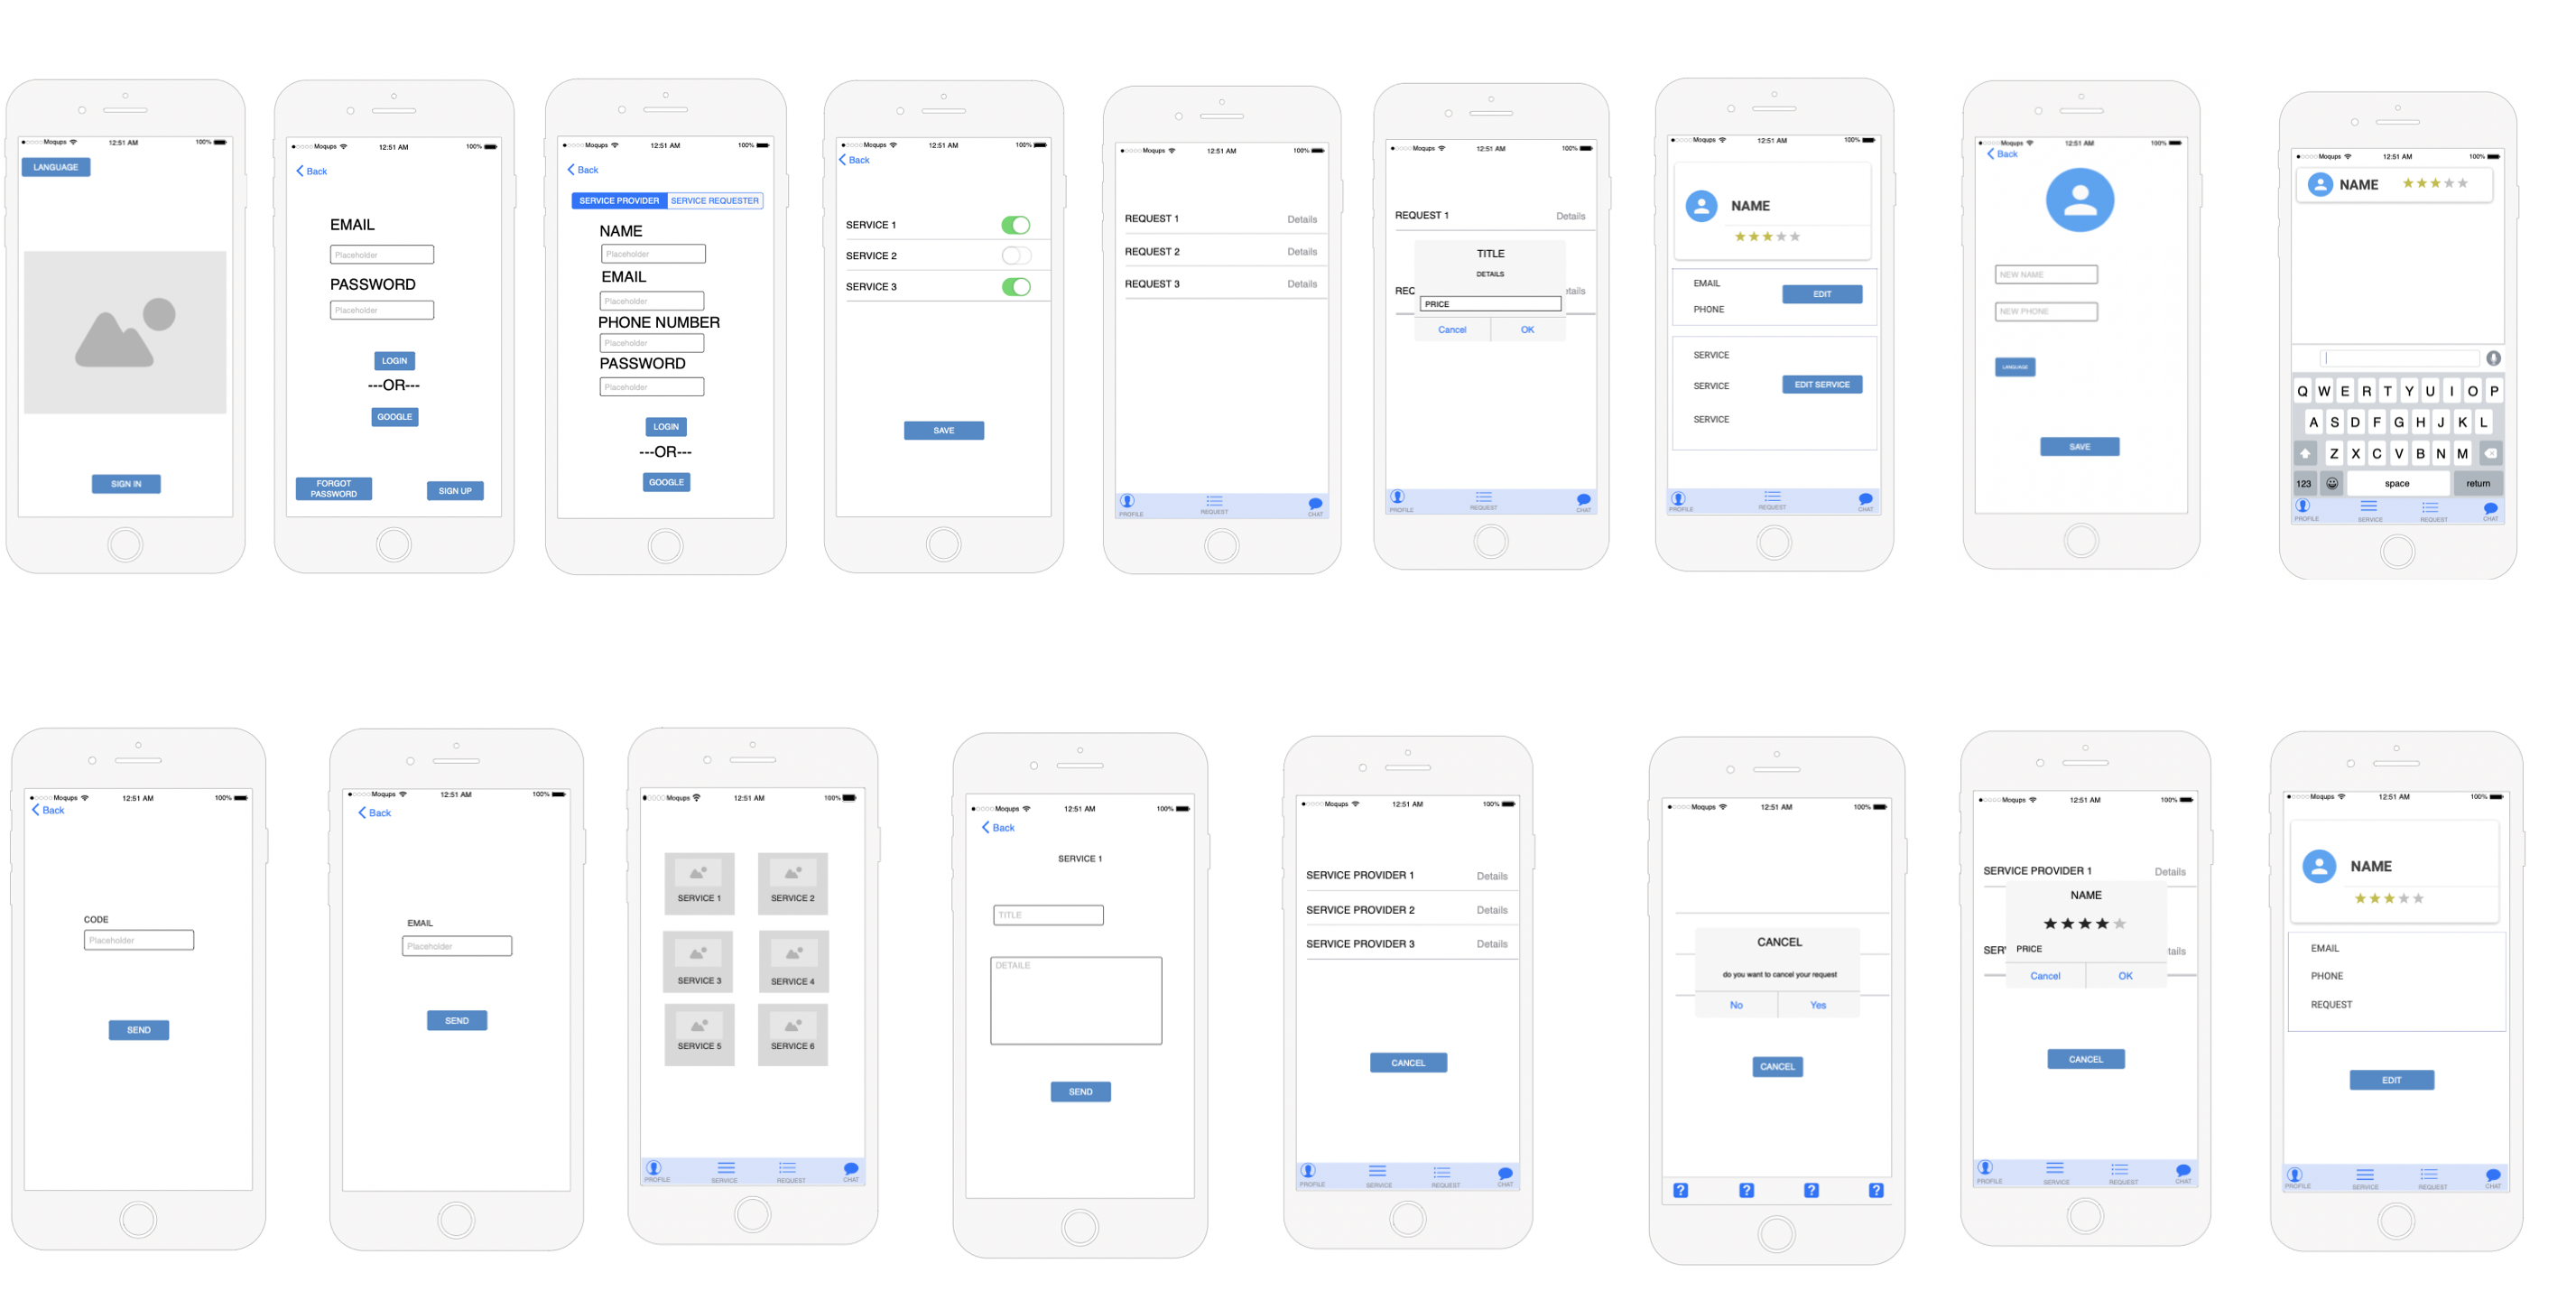 Moqups 12:51 AM 100%
LANGUAGE
SIGN IN
Moqups 12:51 AM 100%
Back
EMAIL
Placeholder
PASSWORD
Placeholder
LOGIN
---OR---
GOOGLE
FORGOT
PASSWORD
SIGN UP
Moqups 12:51 AM 100%
Back
SERVICE PROVIDER SERVICE REQUESTER
NAME
Placeholder
EMAIL
Placeholder
PHONE NUMBER
Placeholder
PASSWORD
Placeholder
LOGIN
---OR---
GOOGLE
Moqups 12:51 AM 100%
Back
SERVICE 1
SERVICE 2
SERVICE 3
SAVE
Moqups 12:51 AM 100%
REQUEST 1 Details
REQUEST 2 Details
REQUEST 3 Details
PROFILE REQUEST CHAT
Moqups 12:51 AM 100%
REQUEST 1 Details
TITLE
DETAILS
REQ tails
PRICE
Cancel OK
PROFILE REQUEST CHAT
Moqups 12:51 AM 100%
NAME
EMAIL
EDIT
PHONE
SERVICE
SERVICE EDIT SERVICE
SERVICE
PROFILE REQUEST CHAT
Moqups 12:51 AM 100%
Back
NEW NAME
NEW PHONE
LANGUAGE
SAVE
Moqups 12:51 AM 100%
NAME
Q W E R T Y U I O P
A S D F G H J K L
Z X C V B N M
123 space return
PROFILE SERVICE REQUEST CHAT
Moqups 12:51 AM 100%
Back
CODE
Placeholder
SEND
Moqups 12:51 AM 100%
Back
EMAIL
Placeholder
SEND
Moqups 12:51 AM 100%
SERVICE 1 SERVICE 2
SERVICE 3 SERVICE 4
SERVICE 5 SERVICE 6
PROFILE SERVICE REQUEST CHAT
Moqups 12:51 AM 100%
Back
SERVICE 1
TITLE
DETAILE
SEND
Moqups 12:51 AM 100%
SERVICE PROVIDER 1 Details
SERVICE PROVIDER 2 Details
SERVICE PROVIDER 3 Details
CANCEL
PROFILE SERVICE REQUEST CHAT
Moqups 12:51 AM 100%
CANCEL
do you want to cancel your request
No Yes
CANCEL
? ? ? ?
Moqups 12:51 AM 100%
SERVICE PROVIDER 1 Details
NAME
SER tails
PRICE
Cancel OK
CANCEL
PROFILE SERVICE REQUEST CHAT
Moqups 12:51 AM 100%
NAME
EMAIL
PHONE
REQUEST
EDIT
PROFILE SERVICE REQUEST CHAT